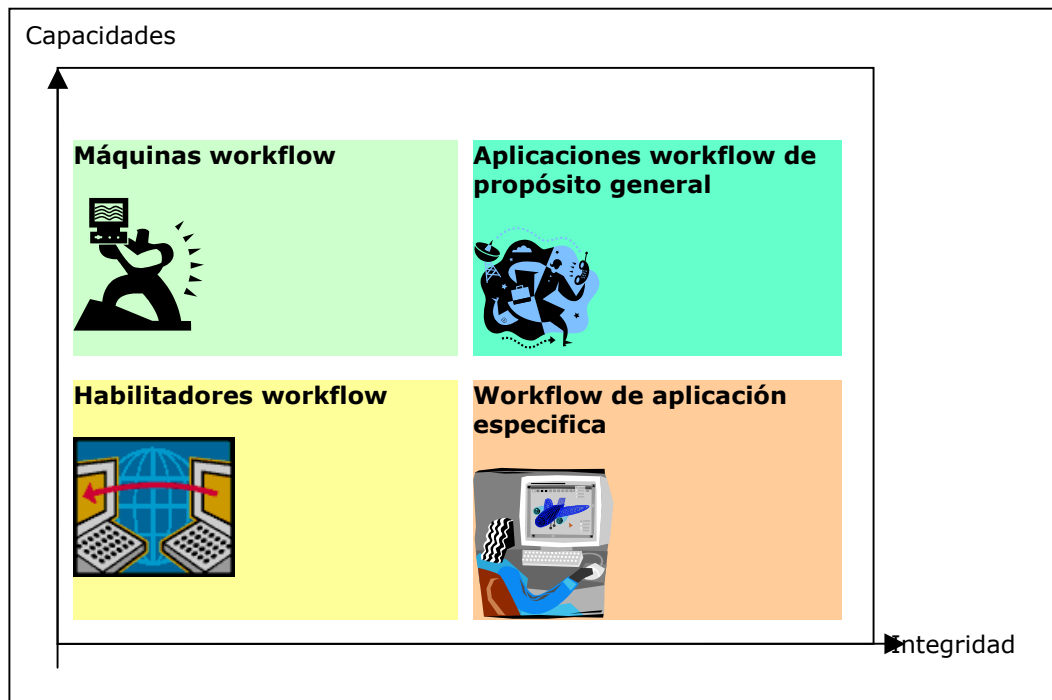 Capacidades
Máquinas workflow
Aplicaciones workflow de
propósito general
Habilitadores workflow
Workflow de aplicación
especifica
Integridad